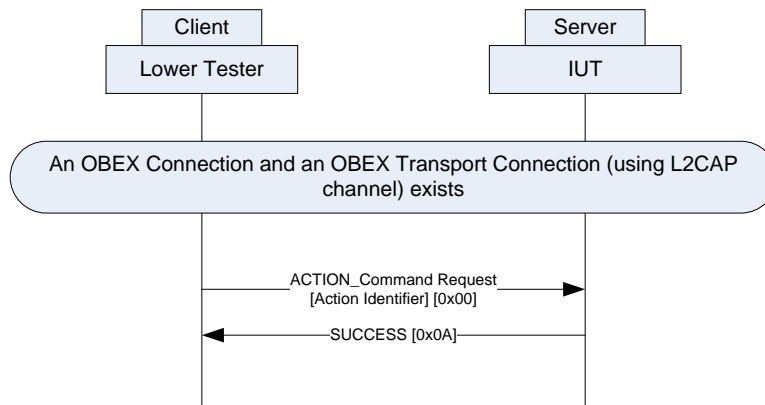 Client
Server
Lower Tester
IUT
An OBEX Connection and an OBEX Transport Connection (using L2CAP
channel) exists
ACTION_Command Request
[Action Identifier] [0x00]
SUCCESS [0x0A]